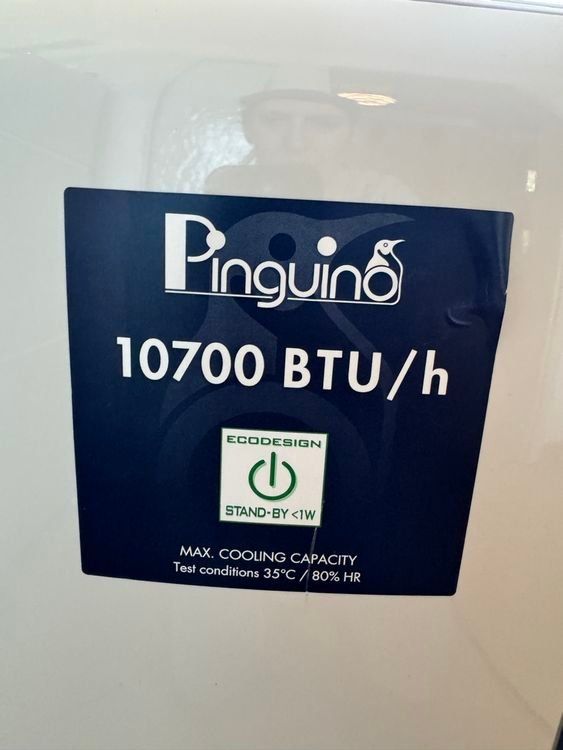 Pinguino
10700 BTU/h
ECODESIGN
STAND-BY <1W
MAX. COOLING CAPACITY
Test conditions 35°C / 80% HR